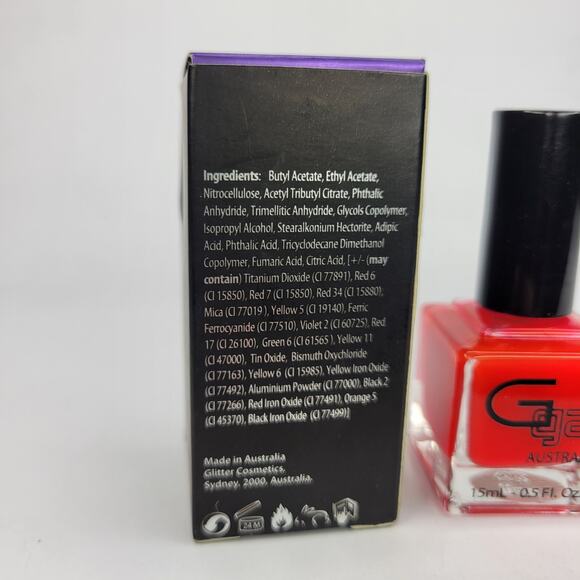 Ingredients: Butyl Acetate, Ethyl Acetate,
Nitrocellulose, Acetyl Tributyl Citrate, Phthalic
Anhydride, Trimellitic Anhydride, Glycols Copolymer,
Isopropyl Alcohol, Stearalkonium Hectorite, Adipic
Acid, Phthalic Acid, Tricyclodecane Dimethanol
Copolymer, Fumaric Acid, Citric Acid, [+/- (may
contain) Titanium Dioxide (CI 77891), Red 6
(CI 15850), Red 7 (CI 15850), Red 34 (CI 15880),
Mica (CI 77019 ), Yellow 5 (CI 19140), Ferric
Ferrocyanide (CI 77510), Violet 2 (CI 60725), Red
17 (CI 26100), Green 6 (CI 61565 ), Yellow 11
(CI 47000), Tin Oxide, Bismuth Oxychloride
(CI 77163), Yellow 6 (CI 15985), Yellow Iron Oxide
(CI 77492), Aluminium Powder (CI 77000), Black 2
(CI 77266), Red Iron Oxide (CI 77491), Orange 5
(CI 45370), Black Iron Oxide (CI 77499)]
Made in Australia
Glitter Cosmetics,
Sydney, 2000, Australia.
24 M
AUSTRA
15mL - 0.5 Fl. Oz